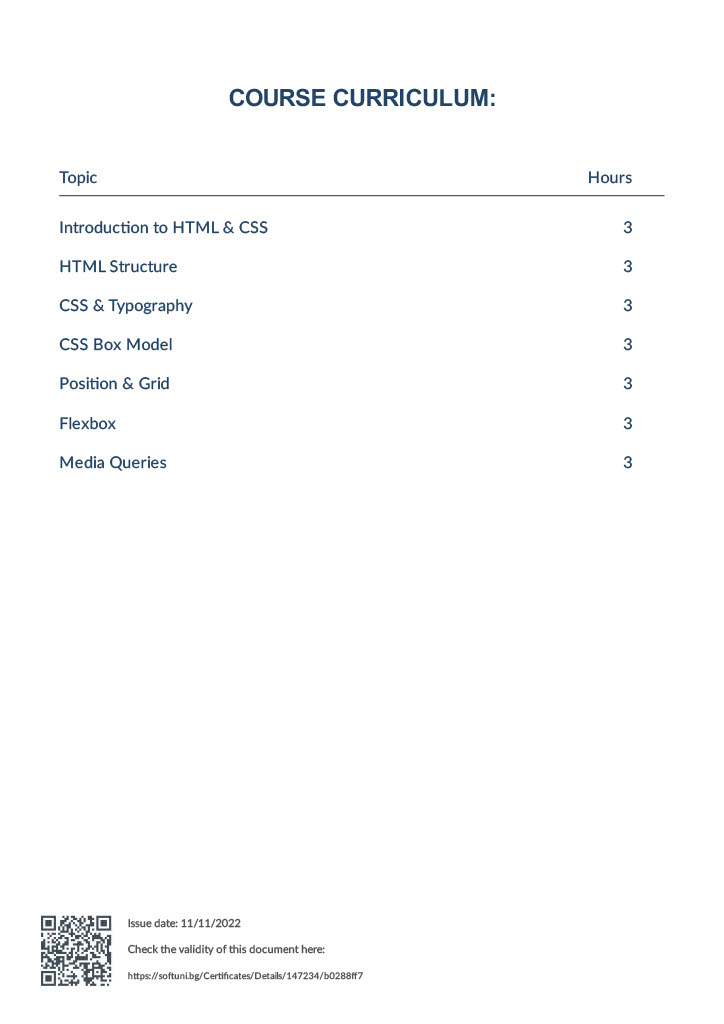 COURSE CURRICULUM:
Topic Hours
Introduction to HTML & CSS 3
HTML Structure 3
CSS & Typography 3
CSS Box Model 3
Position & Grid 3
Flexbox 3
Media Queries 3
Issue date: 11/11/2022
Check the validity of this document here:
https://softuni.bg/Certificates/Details/147234/b0288ff7